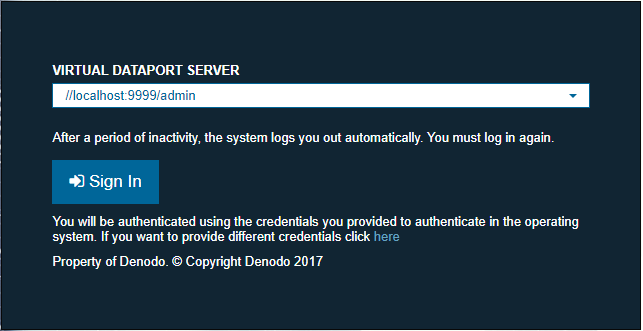 VIRTUAL DATAPORT SERVER
//localhost:9999/admin
After a period of inactivity, the system logs you out automatically. You must log in again.
Sign In
You will be authenticated using the credentials you provided to authenticate in the operating
system. If you want to provide different credentials click here
Property of Denodo. © Copyright Denodo 2017